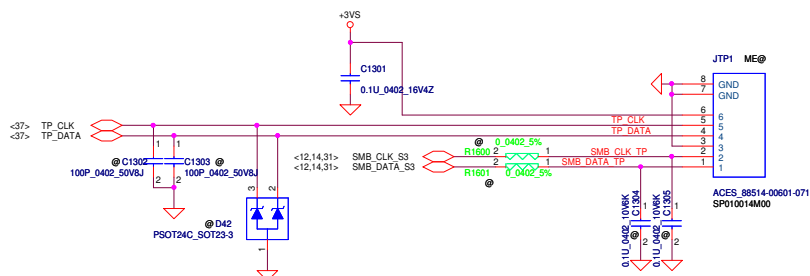 +3VS
JTP1 ME@
C1301
0.1U_0402_16V4Z
8 GND
7 GND
6 6
<37> TP_CLK TP_CLK 5 5
<37> TP_DATA TP_DATA 4 4
3 3
@ 0_0402_5%
<12,14,31> SMB_CLK_S3 R1600 2 1 SMB_CLK_TP 2 2
<12,14,31> SMB_DATA_S3 R1601 2 1 SMB_DATA_TP 1 1
@ 0_0402_5%
1 1
@ C1302 C1303 @
100P_0402_50V8J 100P_0402_50V8J
2 2
3 2
@ D42
PSOT24C_SOT23-3
1
ACES_88514-00601-071
SP010014M00
0.1U_0402_10V6K
@ C1304
1
2
0.1U_0402_10V6K
@ C1305
1
2